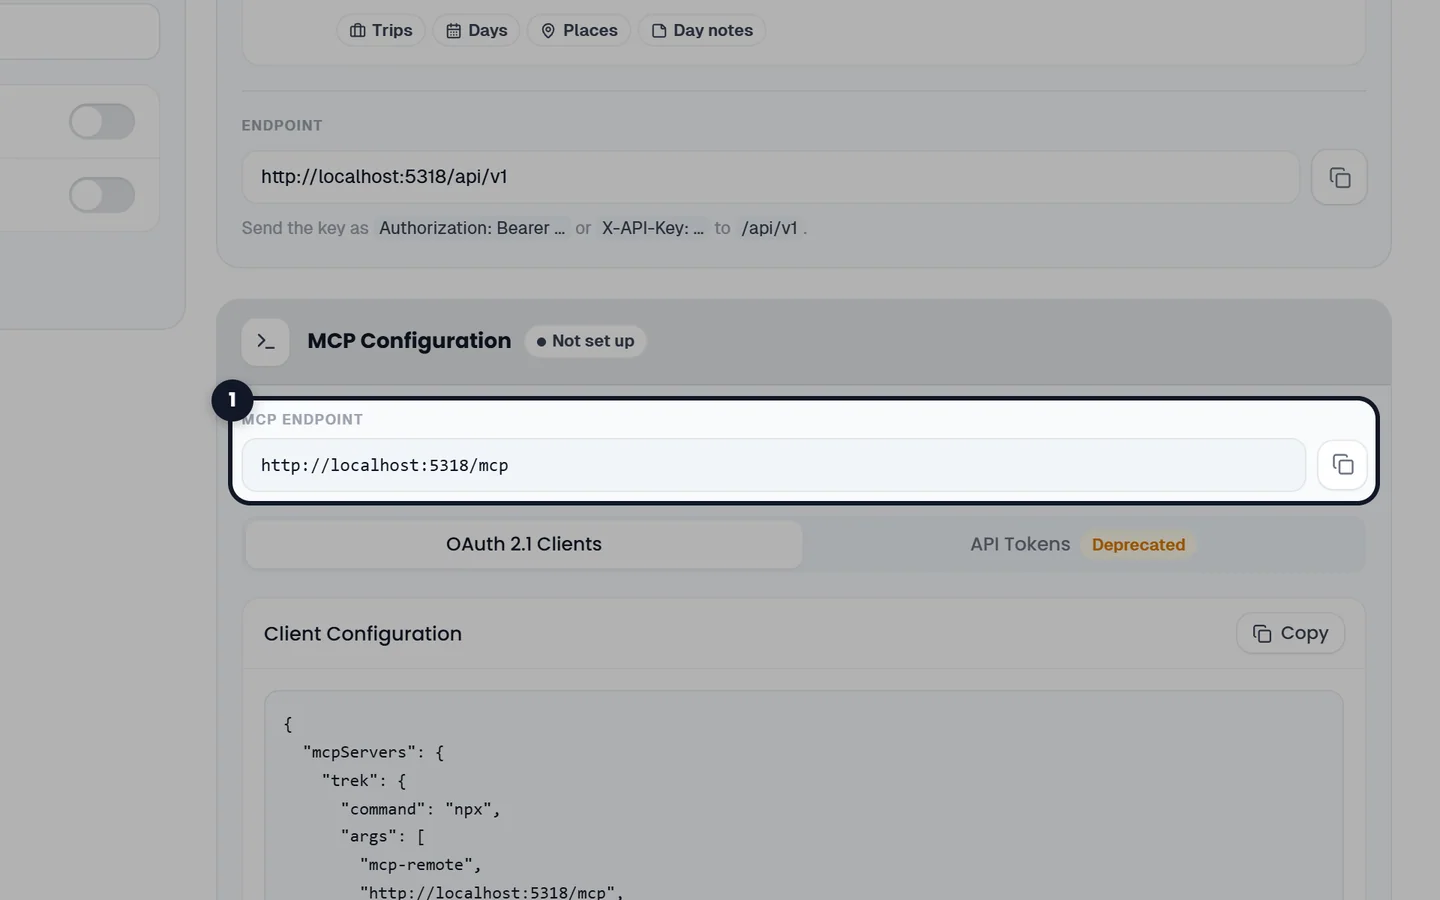 Trips Days Places Day notes
ENDPOINT
http://localhost:5318/api/v1
Send the key as Authorization: Bearer … or X-API-Key: … to /api/v1 .
MCP Configuration Not set up
1
MCP ENDPOINT
http://localhost:5318/mcp
OAuth 2.1 Clients API Tokens Deprecated
Client Configuration Copy
{
"mcpServers": {
"trek": {
"command": "npx",
"args": [
"mcp-remote",
"http://localhost:5318/mcp",